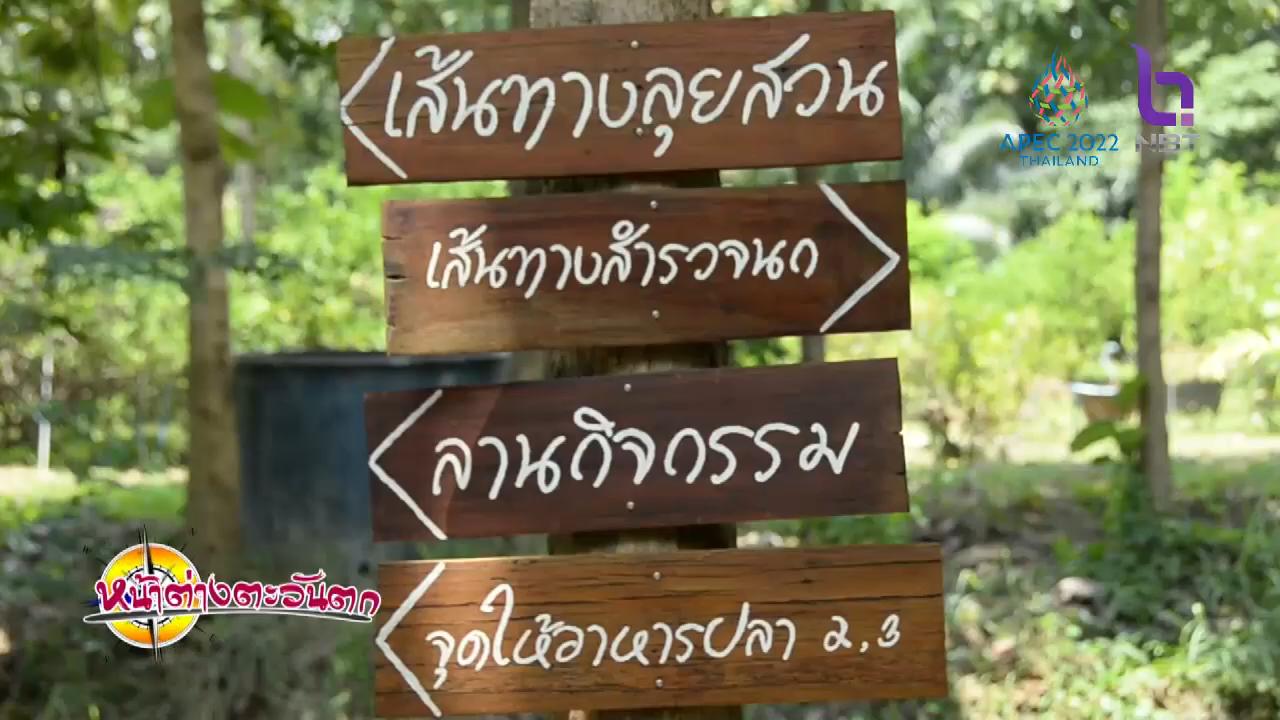 เส้นทางลุยสวน
เส้นทางสำรวจนก
ลานกิจกรรม
จุดให้อาหารปลา 2,3
APEC 2022
THAILAND
NBT
หน้าต่างตะวันตก